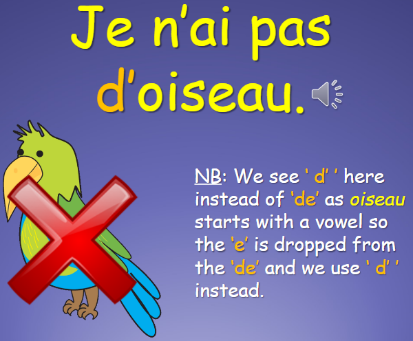 Je n'ai pas
d'oiseau.
NB: We see ‘ d’ ’ here
instead of ‘de’ as oiseau
starts with a vowel so
the ‘e’ is dropped from
the ‘de’ and we use ‘ d’ ’
instead.